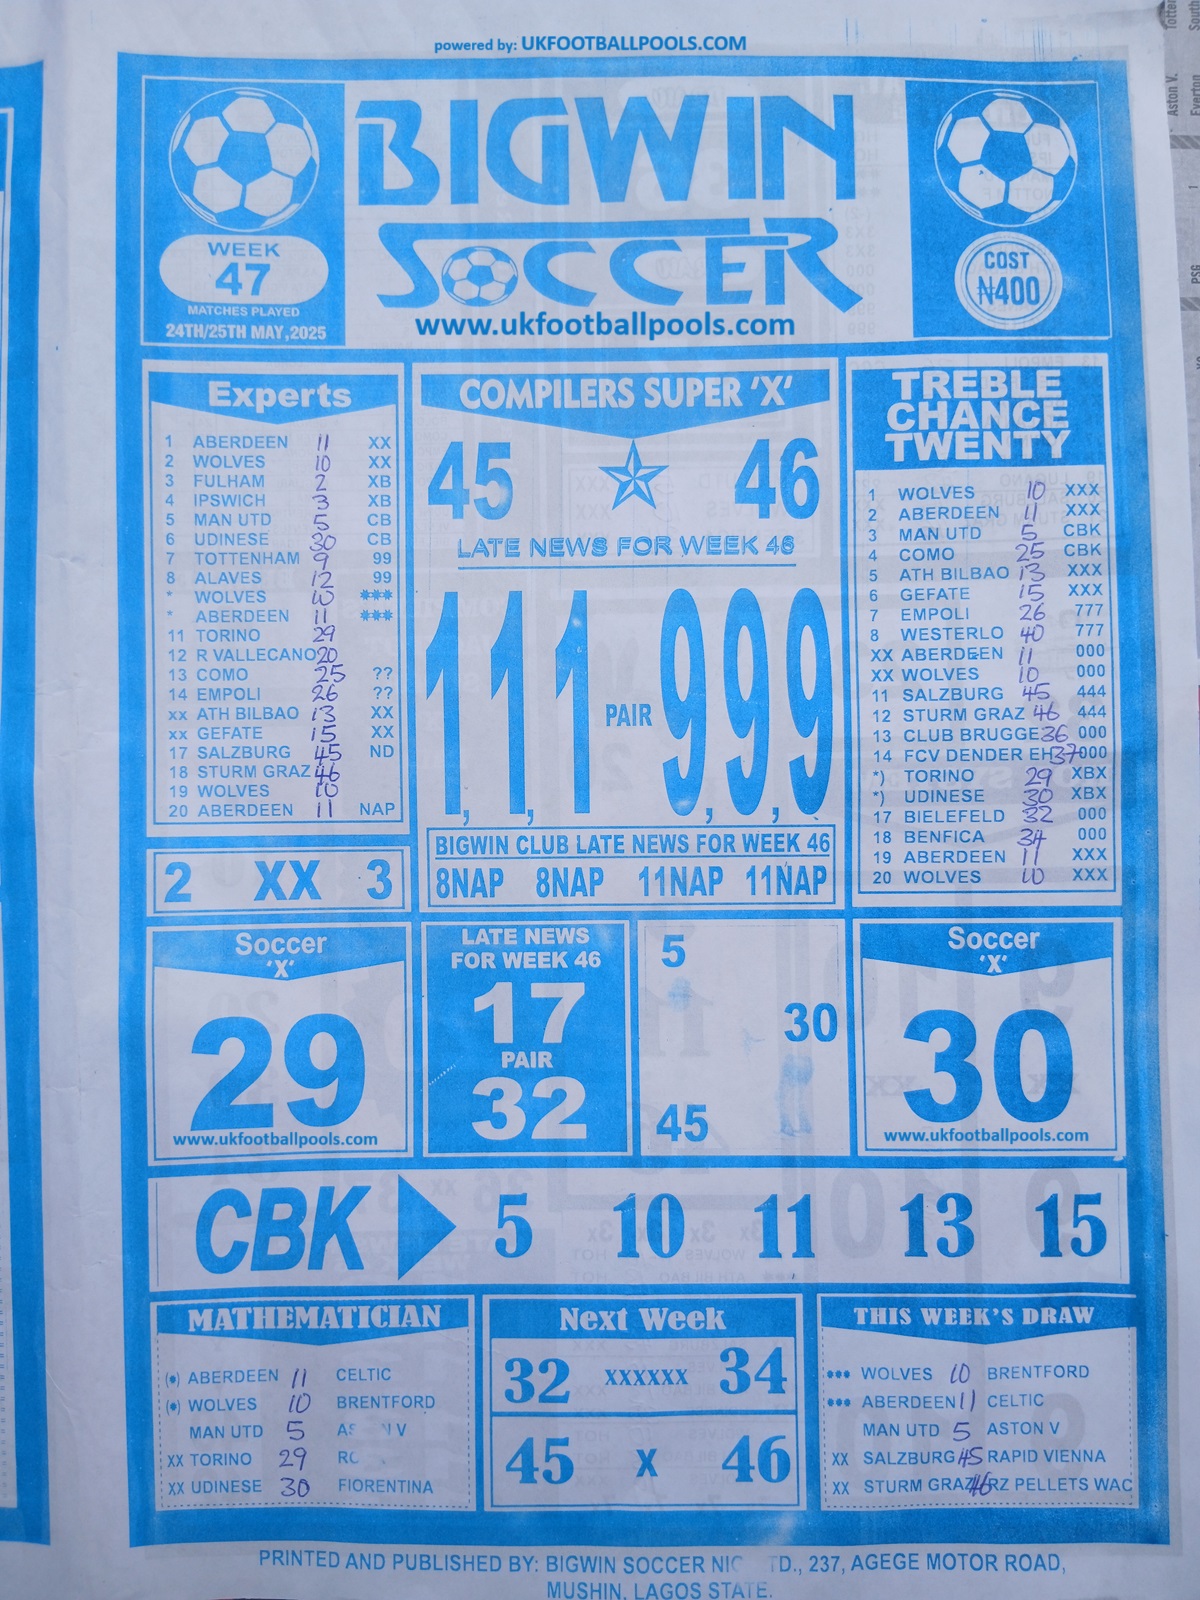 powered by: UKFOOTBALLPOOLS.COM
BIGWIN
SOCCER
www.ukfootballpools.com
WEEK
47
MATCHES PLAYED
24TH/25TH MAY,2025
COST
₦400
Experts
1 ABERDEEN 11 XX
2 WOLVES 10 XX
3 FULHAM 2 XB
4 IPSWICH 3 XB
5 MAN UTD 5 CB
6 UDINESE 30 CB
7 TOTTENHAM 9 99
8 ALAVES 12 99
* WOLVES 10 ***
* ABERDEEN 11 ***
11 TORINO 29
12 R VALLECANO 20
13 COMO 25 ??
14 EMPOLI 26 ??
xx ATH BILBAO 13 XX
xx GEFATE 15 XX
17 SALZBURG 45 ND
18 STURM GRAZ 46
19 WOLVES 10
20 ABERDEEN 11 NAP
2 XX 3
COMPILERS SUPER 'X'
45 46
LATE NEWS FOR WEEK 46
1,1,1 PAIR 9,9,9
BIGWIN CLUB LATE NEWS FOR WEEK 46
8NAP 8NAP 11NAP 11NAP
TREBLE
CHANCE
TWENTY
1 WOLVES 10 XXX
2 ABERDEEN 11 XXX
3 MAN UTD 5 CBK
4 COMO 25 CBK
5 ATH BILBAO 13 XXX
6 GEFATE 15 XXX
7 EMPOLI 26 777
8 WESTERLO 40 777
XX ABERDEEN 11 000
XX WOLVES 10 000
11 SALZBURG 45 444
12 STURM GRAZ 46 444
13 CLUB BRUGGE 36 000
14 FCV DENDER EH 37 000
*) TORINO 29 XBX
*) UDINESE 30 XBX
17 BIELEFELD 32 000
18 BENFICA 34 000
19 ABERDEEN 11 XXX
20 WOLVES 10 XXX
Soccer
'X'
29
www.ukfootballpools.com
LATE NEWS
FOR WEEK 46
17
PAIR
32
5
30
45
Soccer
'X'
30
www.ukfootballpools.com
CBK 5 10 11 13 15
MATHEMATICIAN
(•) ABERDEEN 11 CELTIC
(•) WOLVES 10 BRENTFORD
MAN UTD 5 V
XX TORINO 29
XX UDINESE 30 FIORENTINA
Next Week
32 XXXXXX 34
45 X 46
THIS WEEK'S DRAW
••• WOLVES 10 BRENTFORD
••• ABERDEEN 11 CELTIC
MAN UTD 5 ASTON V
XX SALZBURG 45 RAPID VIENNA
XX STURM GRAZ 46 RZ PELLETS WAC
PRINTED AND PUBLISHED BY: BIGWIN SOCCER 237, AGEGE MOTOR ROAD,
MUSHIN, LAGOS STATE.
Aston V.
Everton
PSG